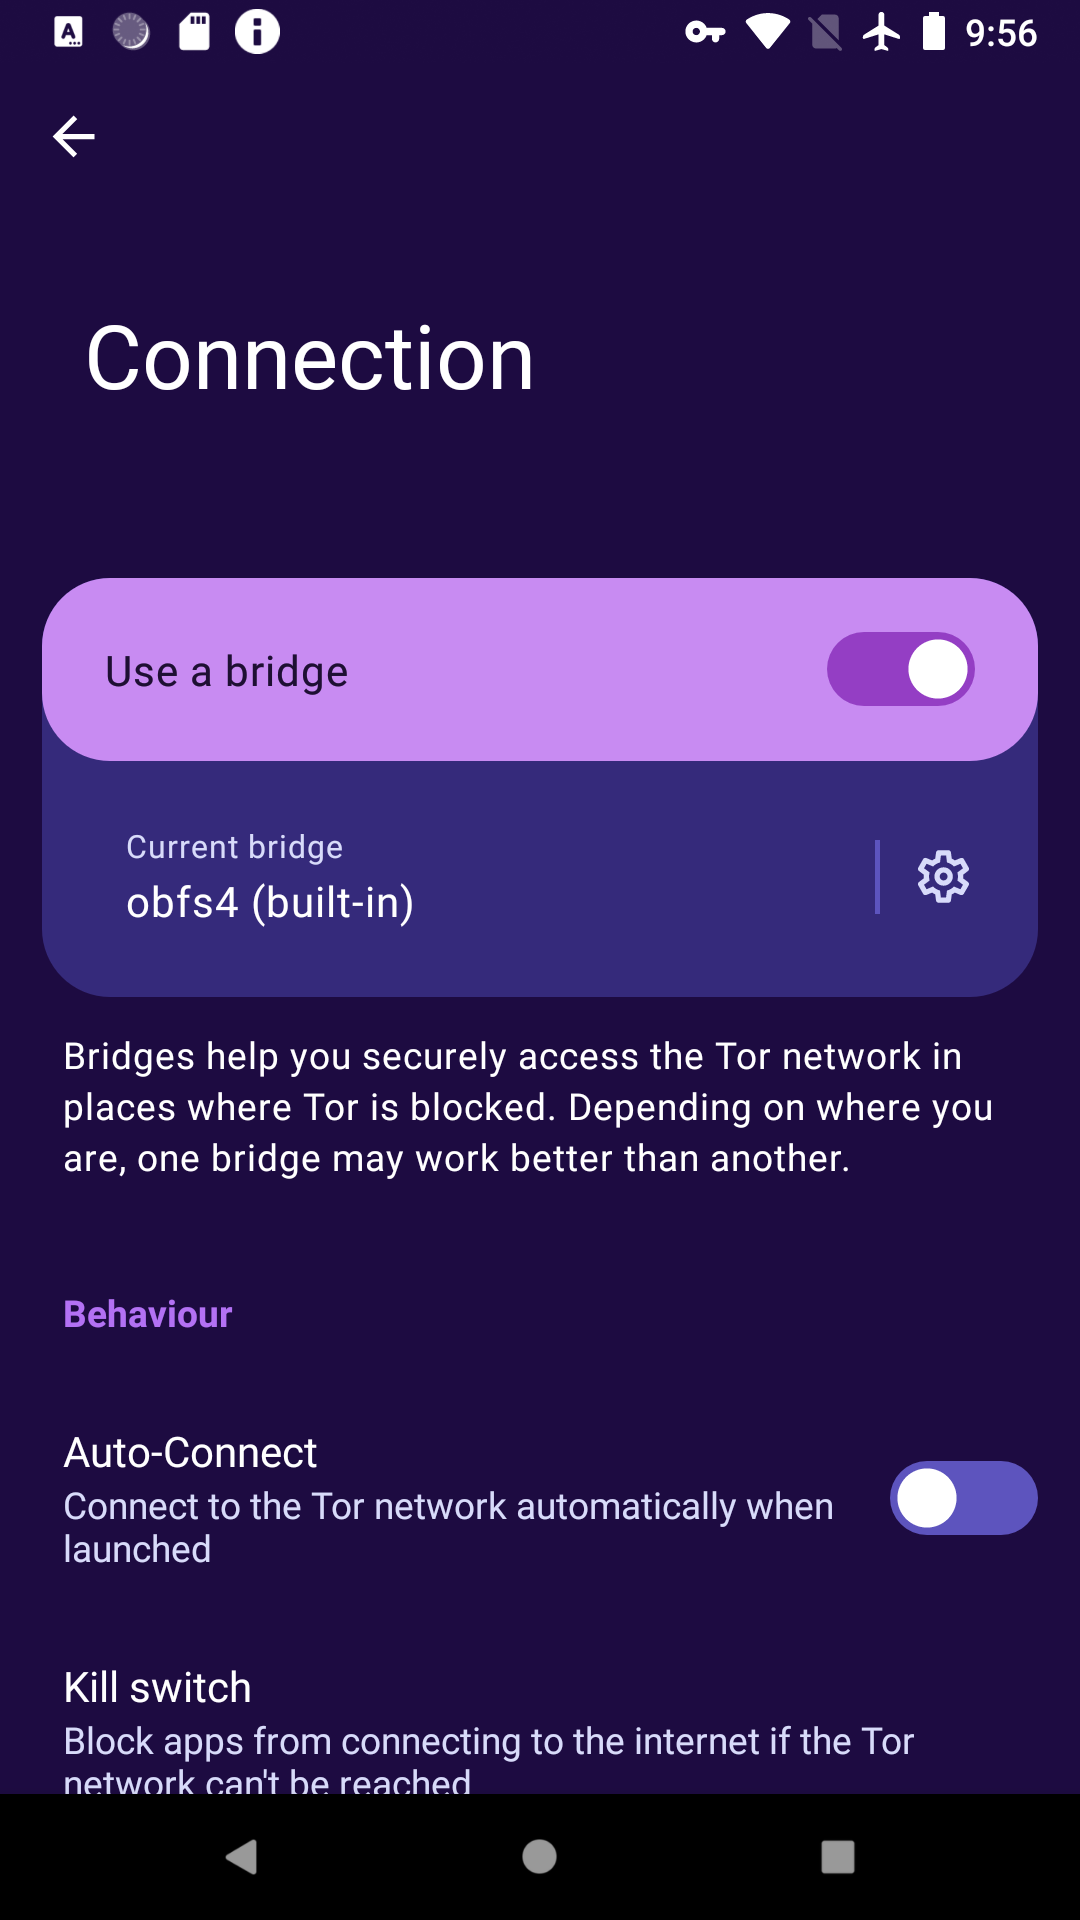 9:56
Connection
Use a bridge
Current bridge
obfs4 (built-in)
Bridges help you securely access the Tor network in
places where Tor is blocked. Depending on where you
are, one bridge may work better than another.
Behaviour
Auto-Connect
Connect to the Tor network automatically when
launched
Kill switch
Block apps from connecting to the internet if the Tor
network can't be reached